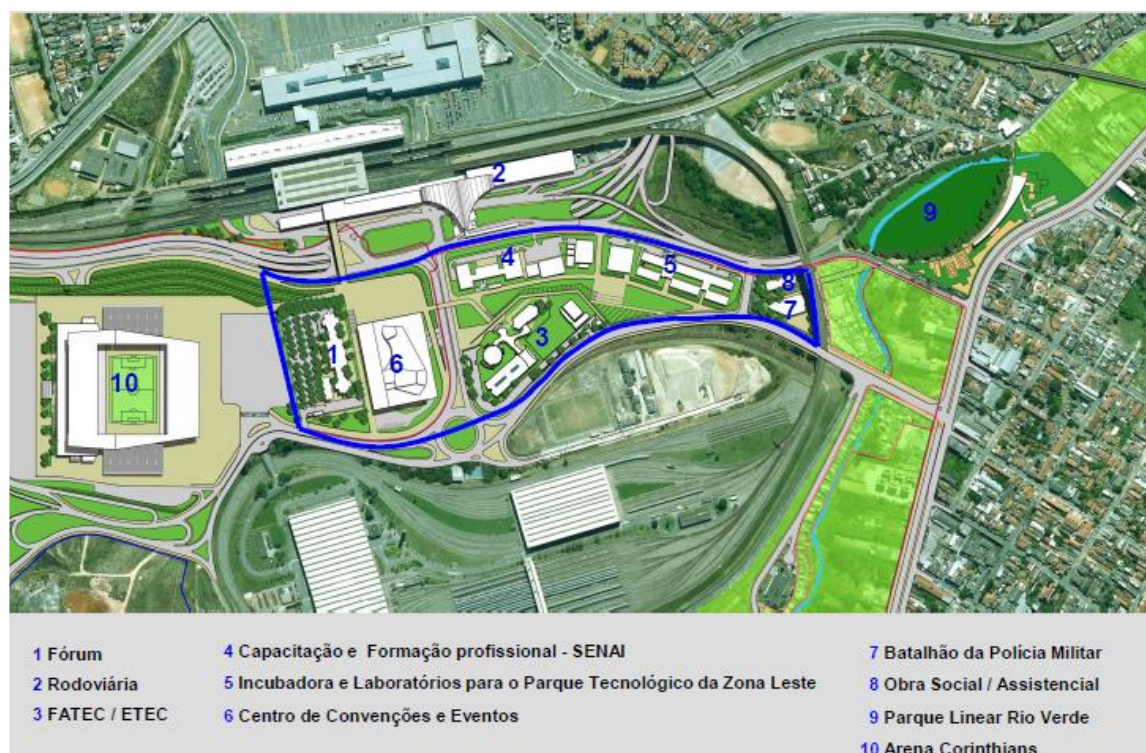 2
9
4
5
8
7
3
1
6
10
1 Fórum
2 Rodoviária
3 FATEC / ETEC
4 Capacitação e Formação profissional - SENAI
5 Incubadora e Laboratórios para o Parque Tecnológico da Zona Leste
6 Centro de Convenções e Eventos
7 Batalhão da Polícia Militar
8 Obra Social / Assistencial
9 Parque Linear Rio Verde
10 Arena Corinthians